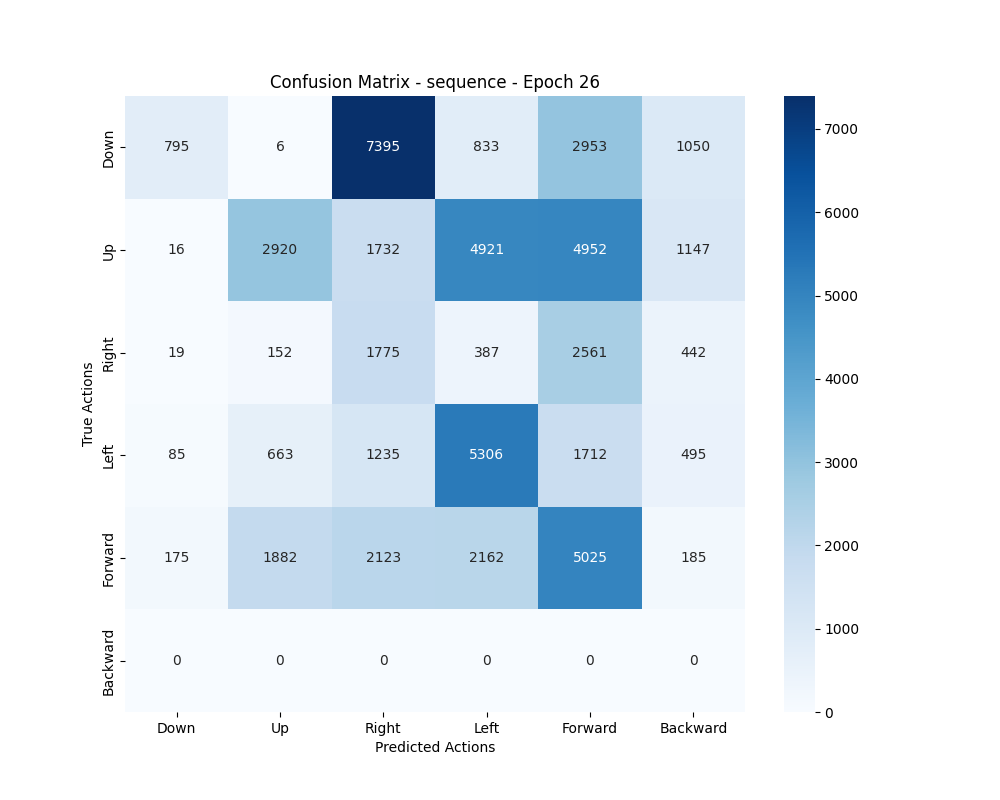 Confusion Matrix - sequence - Epoch 26
True Actions
Down 795 6 7395 833 2953 1050
Up 16 2920 1732 4921 4952 1147
Right 19 152 1775 387 2561 442
Left 85 663 1235 5306 1712 495
Forward 175 1882 2123 2162 5025 185
Backward 0 0 0 0 0 0
Down Up Right Left Forward Backward
Predicted Actions
7000
6000
5000
4000
3000
2000
1000
0